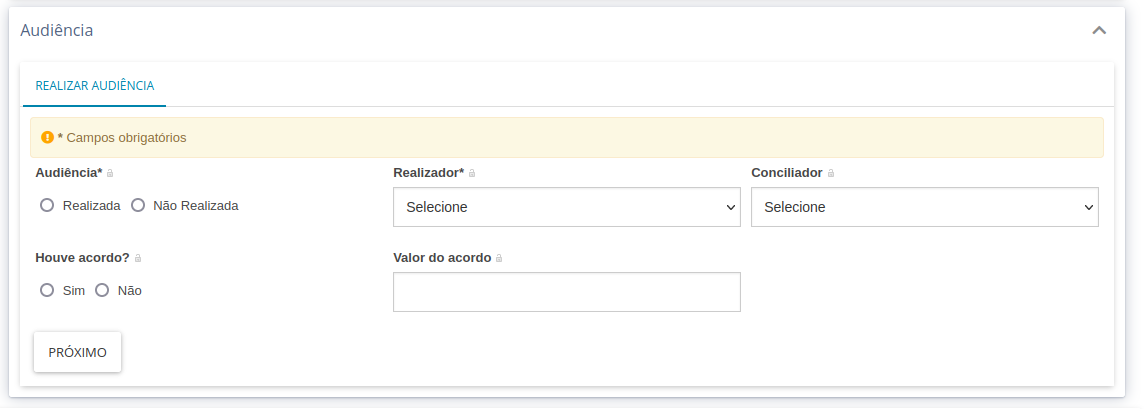 Audiência
REALIZAR AUDIÊNCIA
* Campos obrigatórios
Audiência* Realizador* Conciliador
Realizada Não Realizada Selecione Selecione
Houve acordo? Valor do acordo
Sim Não
PRÓXIMO